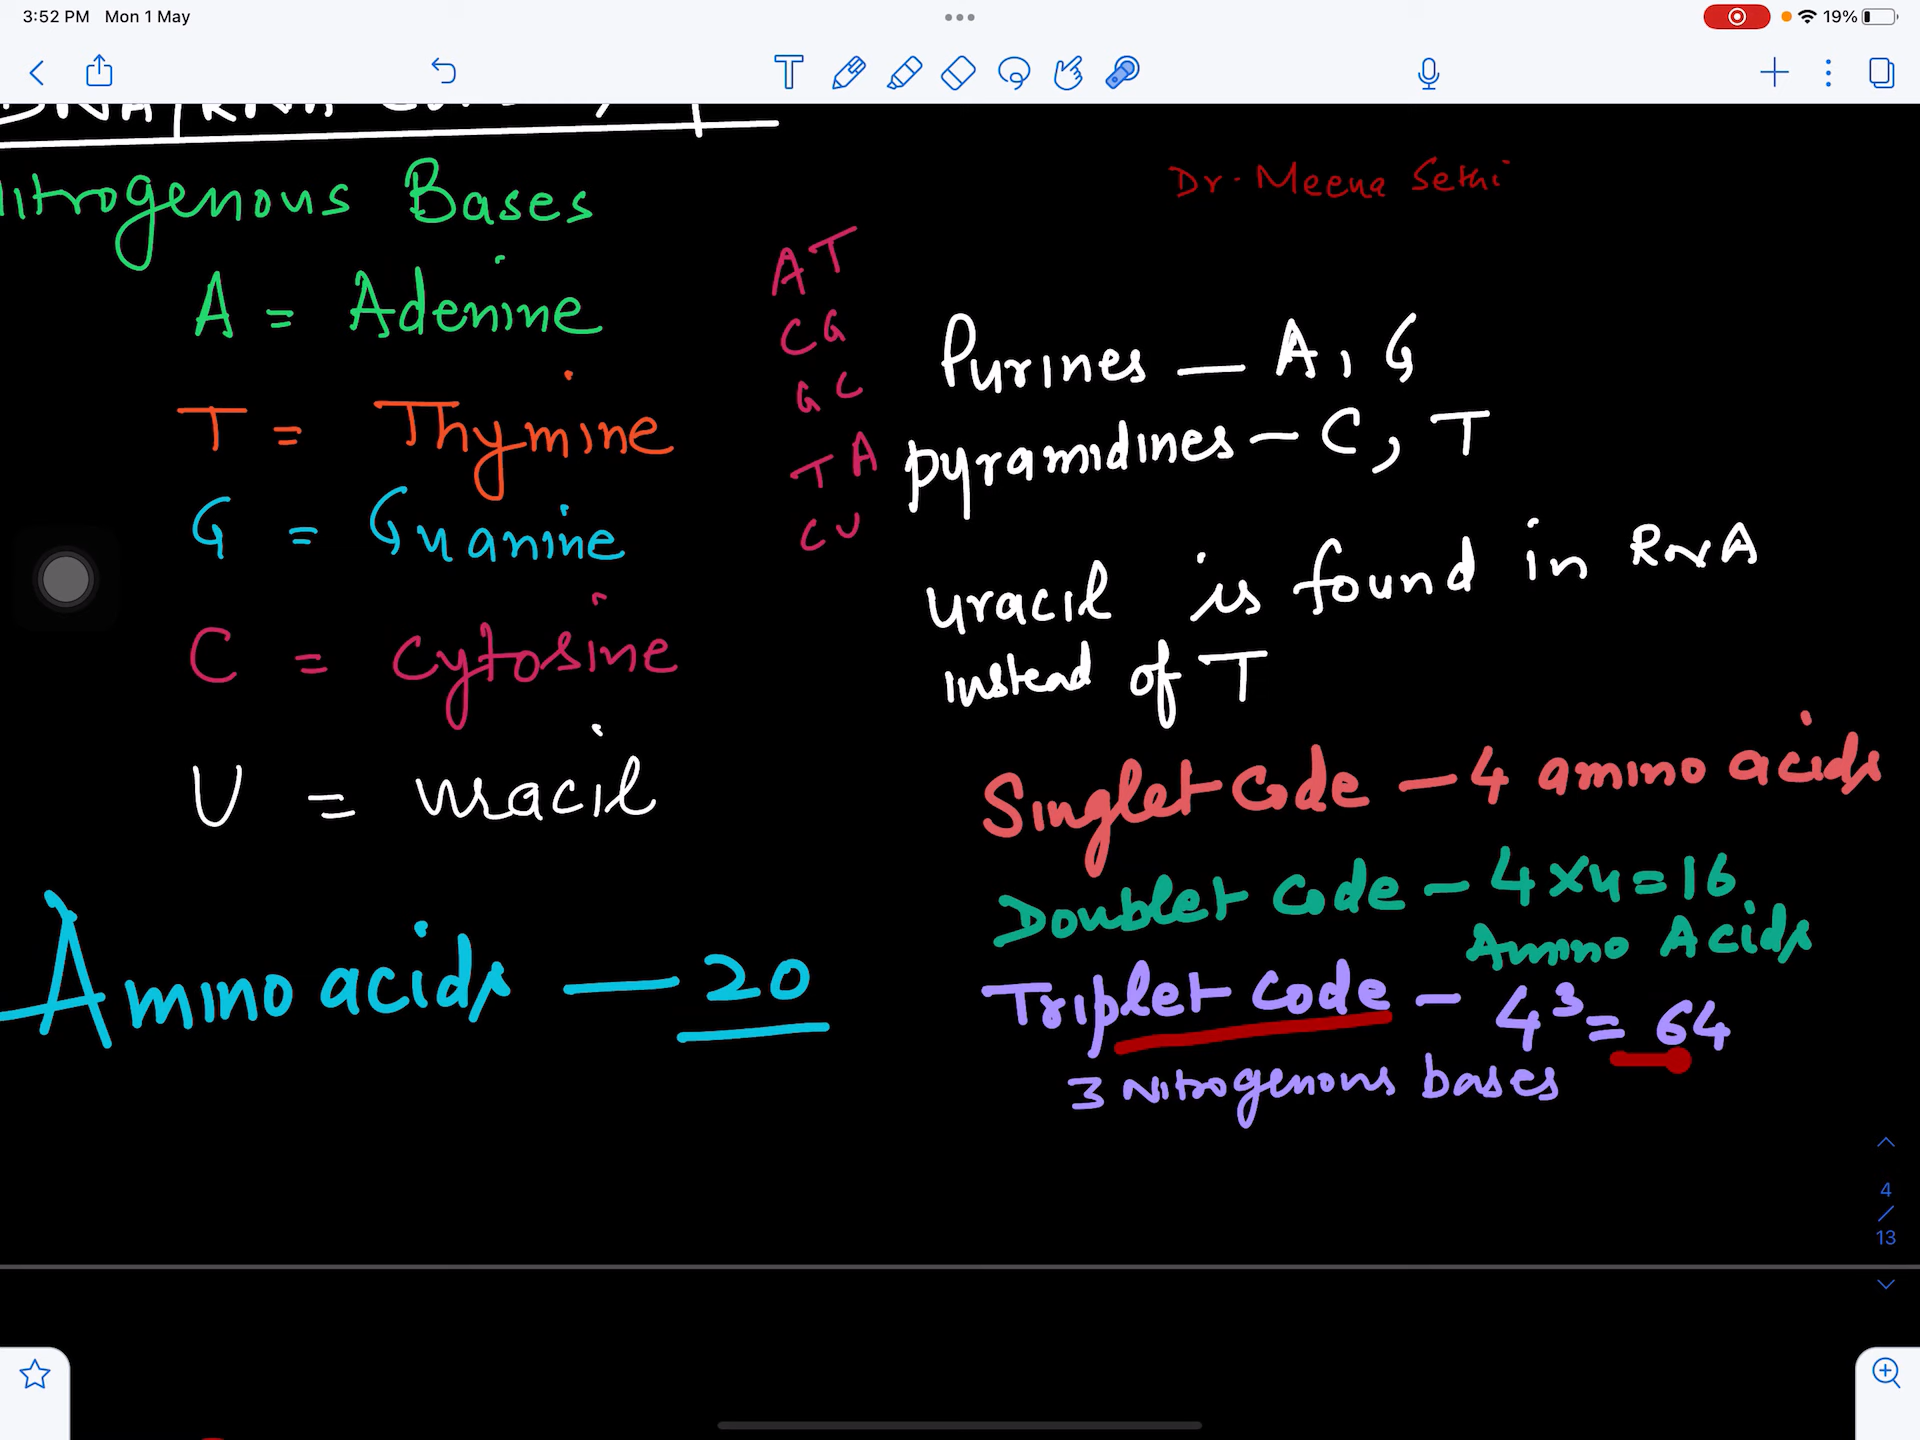 3:52 PM Mon 1 May
19%
Nitrogenous Bases
A = Adenine
T = Thymine
G = Guanine
C = Cytosine
U = Uracil
Amino acids — 20
AT
CG
GC
TA
CU
Dr. Meena Sethi
Purines — A, G
pyramidines — C, T
Uracil is found in RNA
instead of T
Singlet Code — 4 amino acids
Doublet Code — 4x4=16
Amino Acids
Triplet Code — 4³ = 64
3 Nitrogenous bases
4
/
13